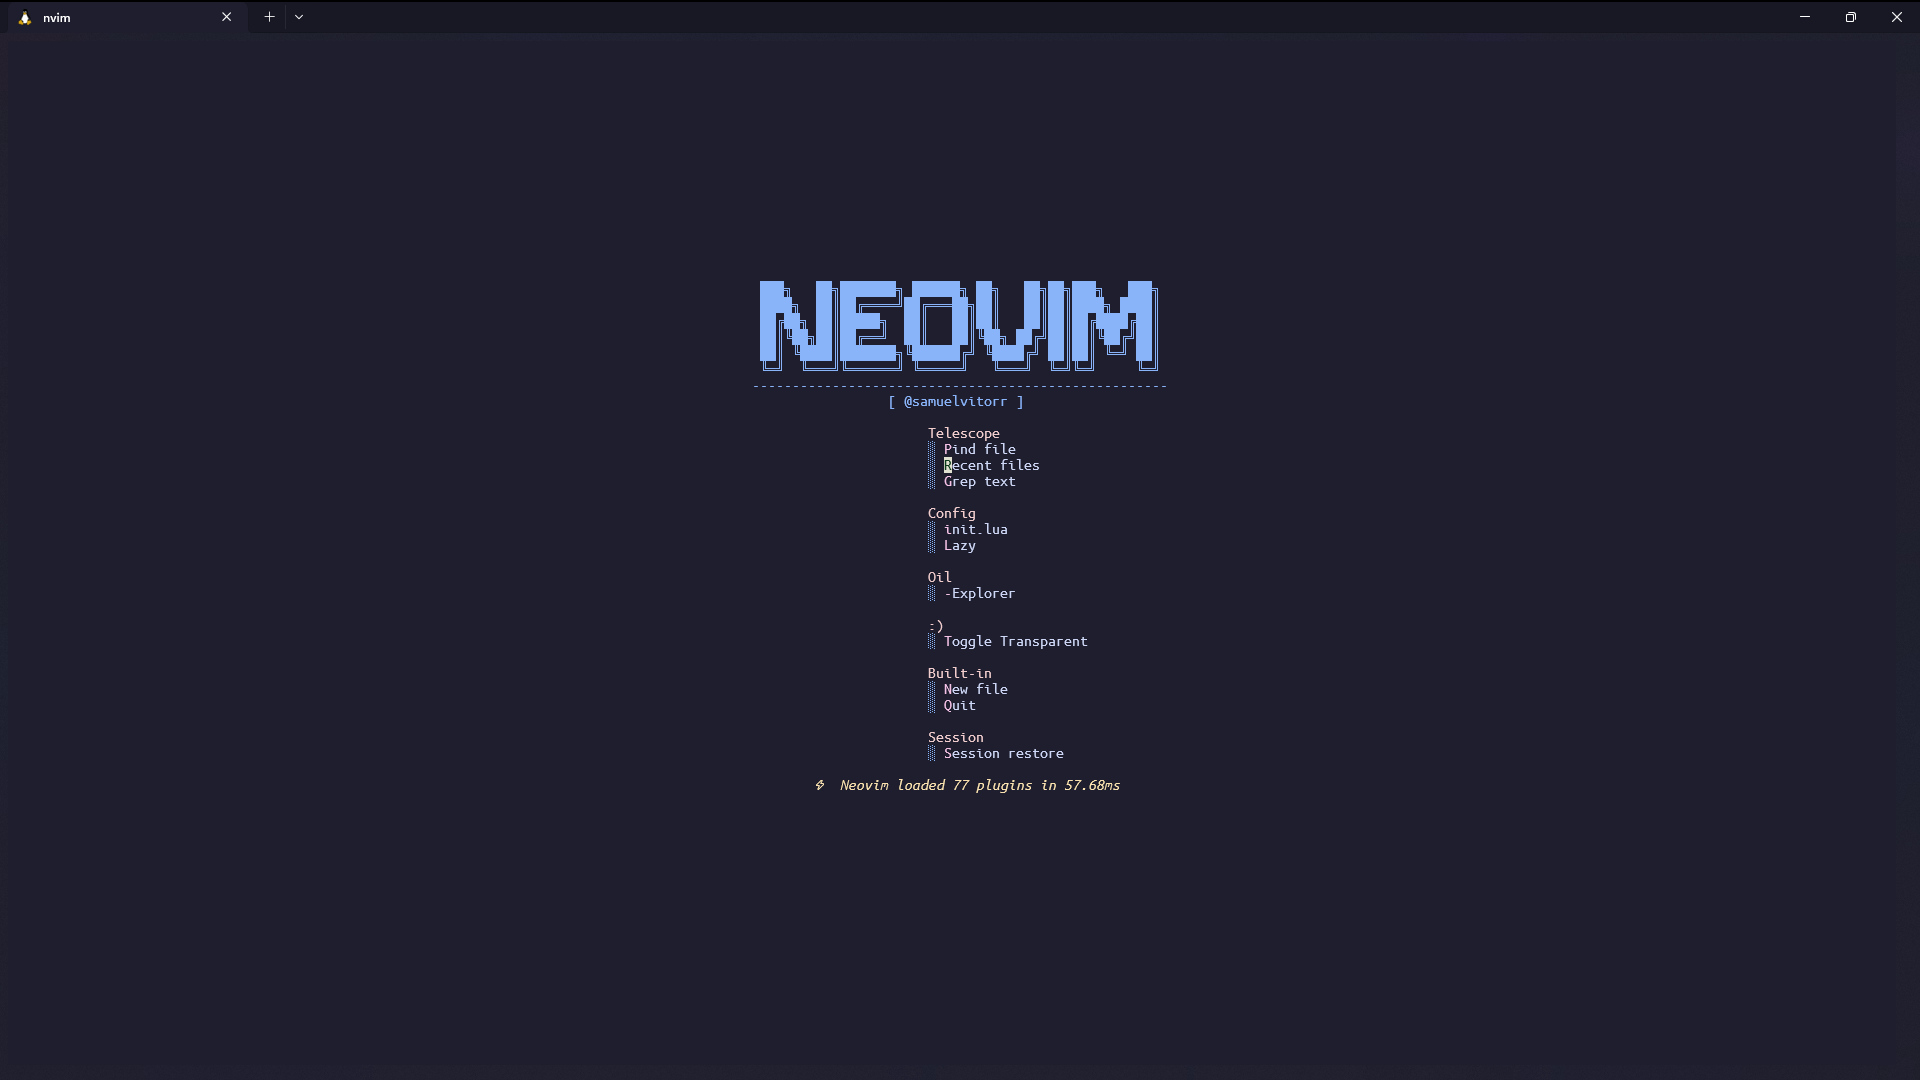 nvim
NEOVIM
----------------------------------------------------
[ @samuelvitorr ]
Telescope
Pind file
Recent files
Grep text
Config
init.lua
Lazy
Oil
-Explorer
:)
Toggle Transparent
Built-in
New file
Quit
Session
Session restore
⚡ Neovim loaded 77 plugins in 57.68ms